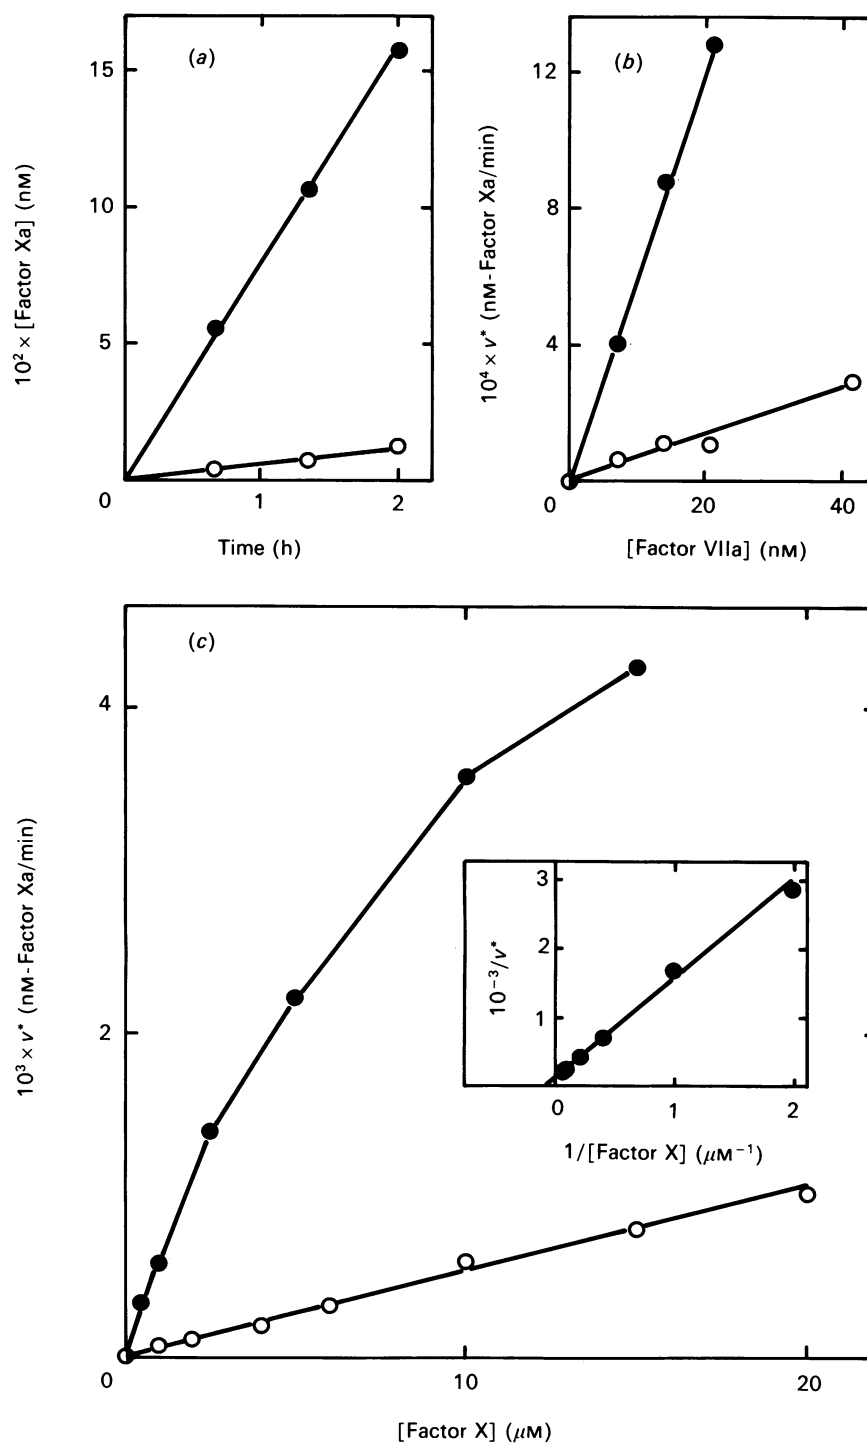 (a)
15
10
5
0
1
2
10² × [Factor Xa] (nM)
Time (h)
(b)
12
8
4
0
20
40
10⁴ × v* (nM-Factor Xa/min)
[Factor VIIa] (nM)
(c)
4
2
0
10
20
10³ × v* (nM-Factor Xa/min)
[Factor X] (μM)
3
2
1
0
1
2
10⁻³/v*
1/[Factor X] (μM⁻¹)